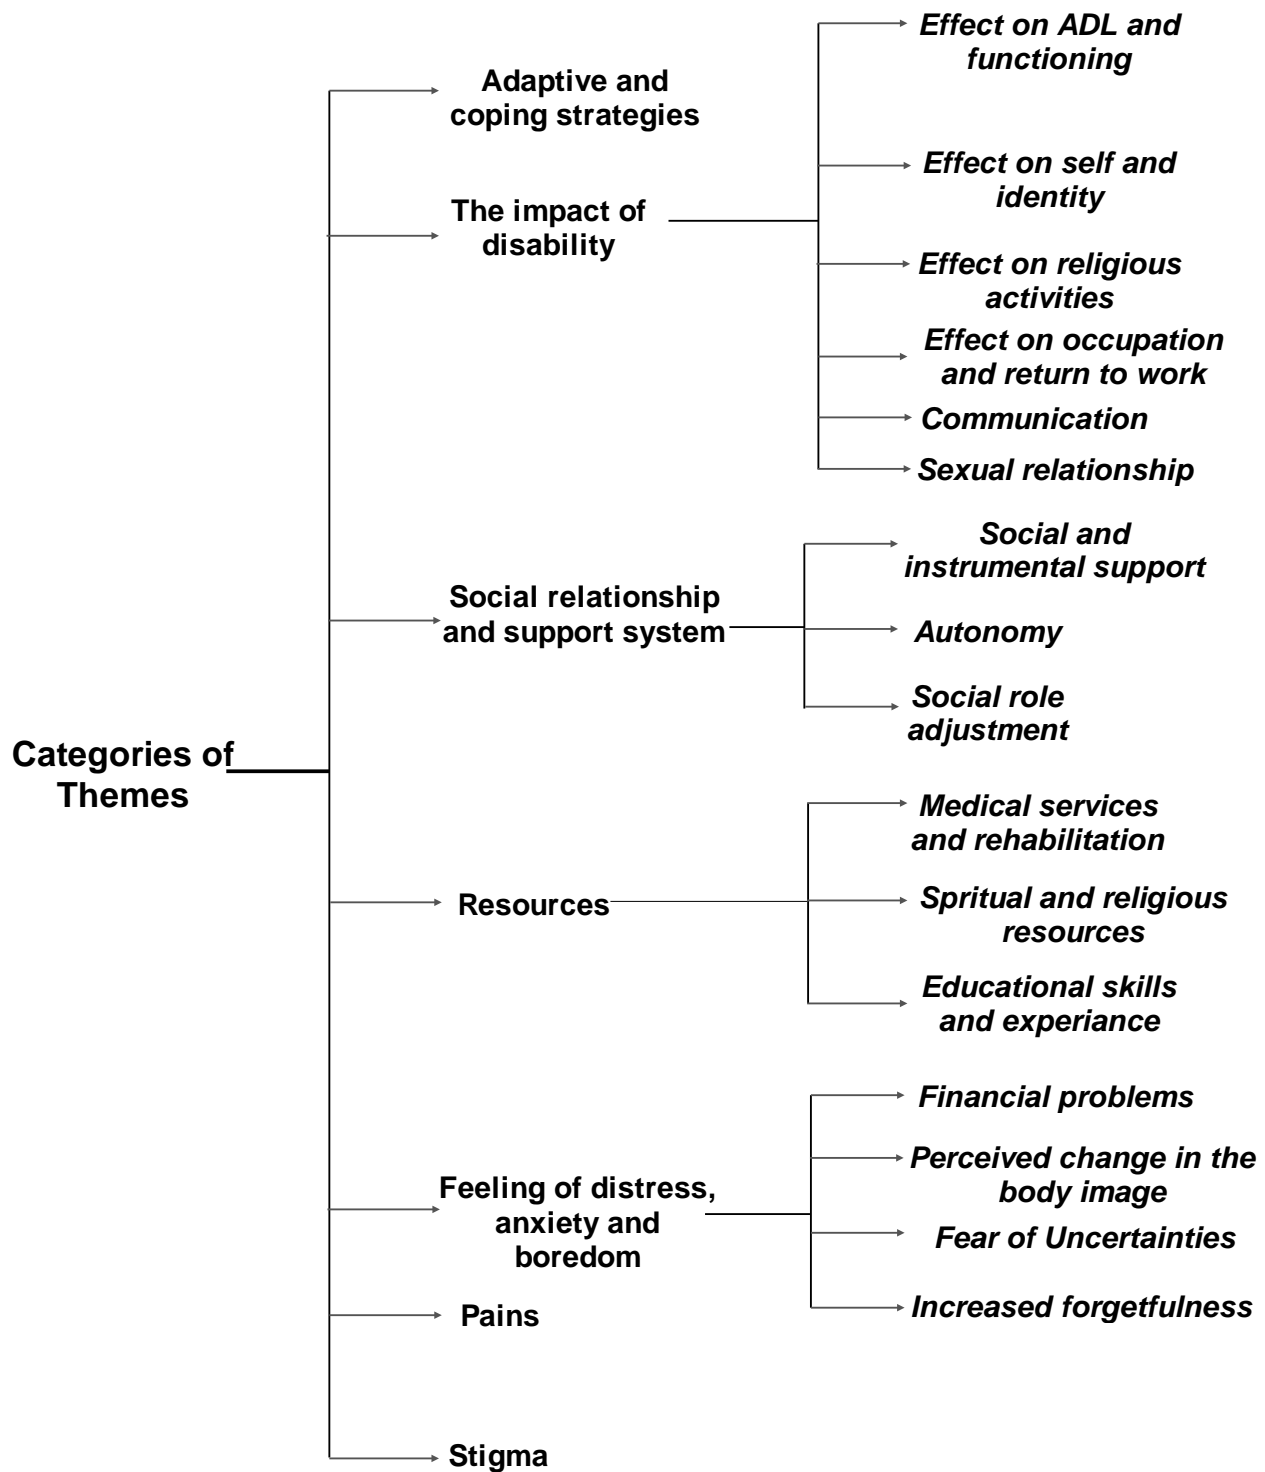 Categories of
Themes
Adaptive and
coping strategies
The impact of
disability
Effect on ADL and
functioning
Effect on self and
identity
Effect on religious
activities
Effect on occupation
and return to work
Communication
Sexual relationship
Social relationship
and support system
Social and
instrumental support
Autonomy
Social role
adjustment
Resources
Medical services
and rehabilitation
Spritual and religious
resources
Educational skills
and experiance
Feeling of distress,
anxiety and
boredom
Financial problems
Perceived change in the
body image
Fear of Uncertainties
Increased forgetfulness
Pains
Stigma